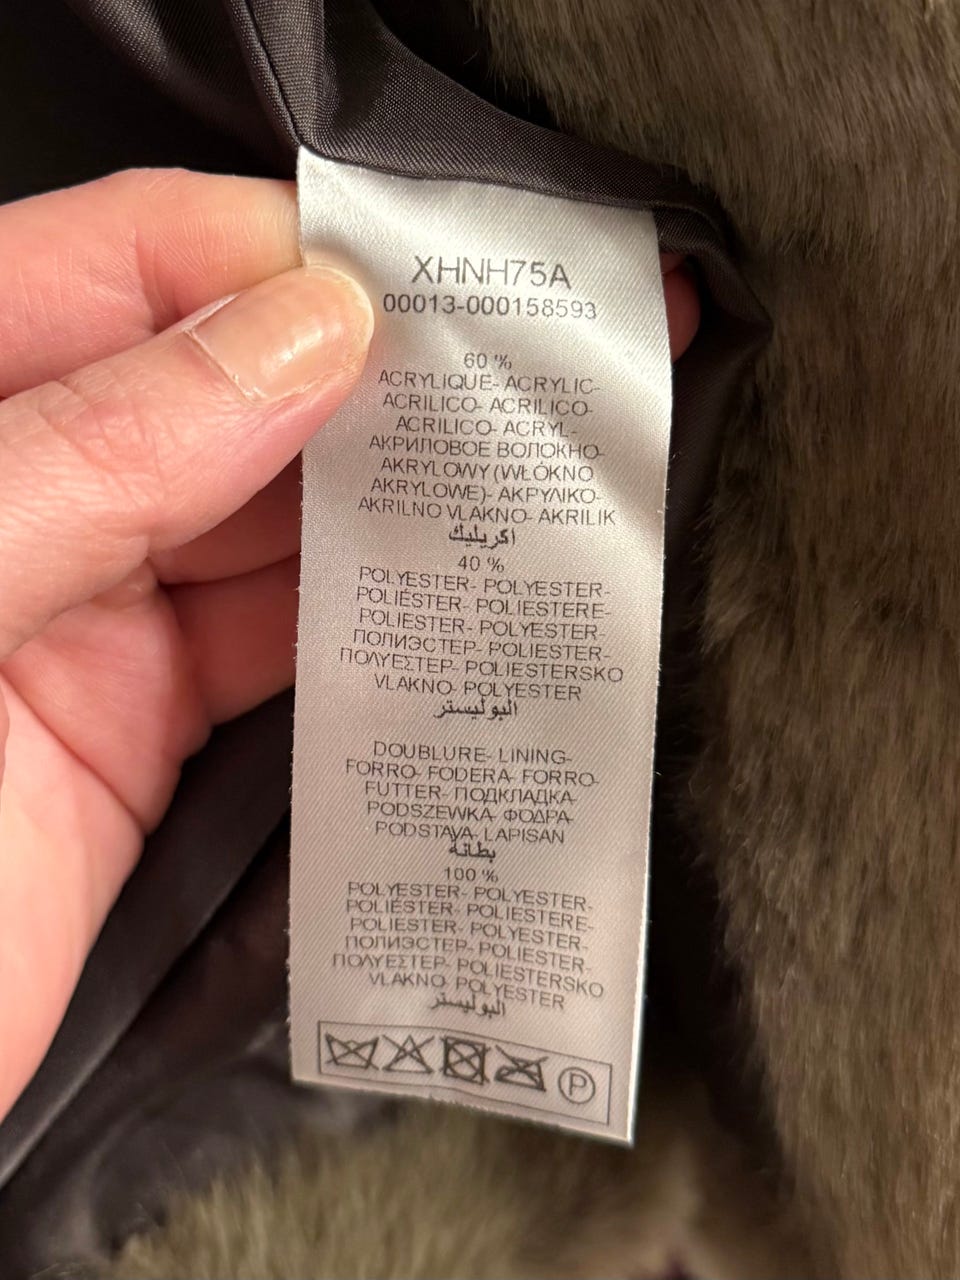 XHNH75A
00013-000158593
60 %
ACRYLIQUE- ACRYLIC-
ACRILICO- ACRILICO-
ACRILICO- ACRYL-
АКРИЛОВОЕ ВОЛОКНО-
AKRYLOWY (WŁÓKNO
AKRYLOWE)- ΑΚΡΥΛΙΚΟ-
AKRILNO VLAKNO- AKRILIK
اكريليك
40 %
POLYESTER- POLYESTER-
POLIÉSTER- POLIESTERE-
POLIESTER- POLYESTER-
ПОЛИЭСТЕР- POLIESTER-
ΠΟΛΥΕΣΤΕΡ- POLIESTERSKO
VLAKNO- POLYESTER
البوليستر
DOUBLURE- LINING-
FORRO- FODERA- FORRO-
FUTTER- ПОДКЛАДКА-
PODSZEWKA- ΦΟΔΡΑ-
PODSTAVA- LAPISAN
بطانة
100 %
POLYESTER- POLYESTER-
POLIÉSTER- POLIESTERE-
POLIESTER- POLYESTER-
ПОЛИЭСТЕР- POLIESTER-
ΠΟΛΥΕΣΤΕΡ- POLIESTERSKO
VLAKNO- POLYESTER
البوليستر
P